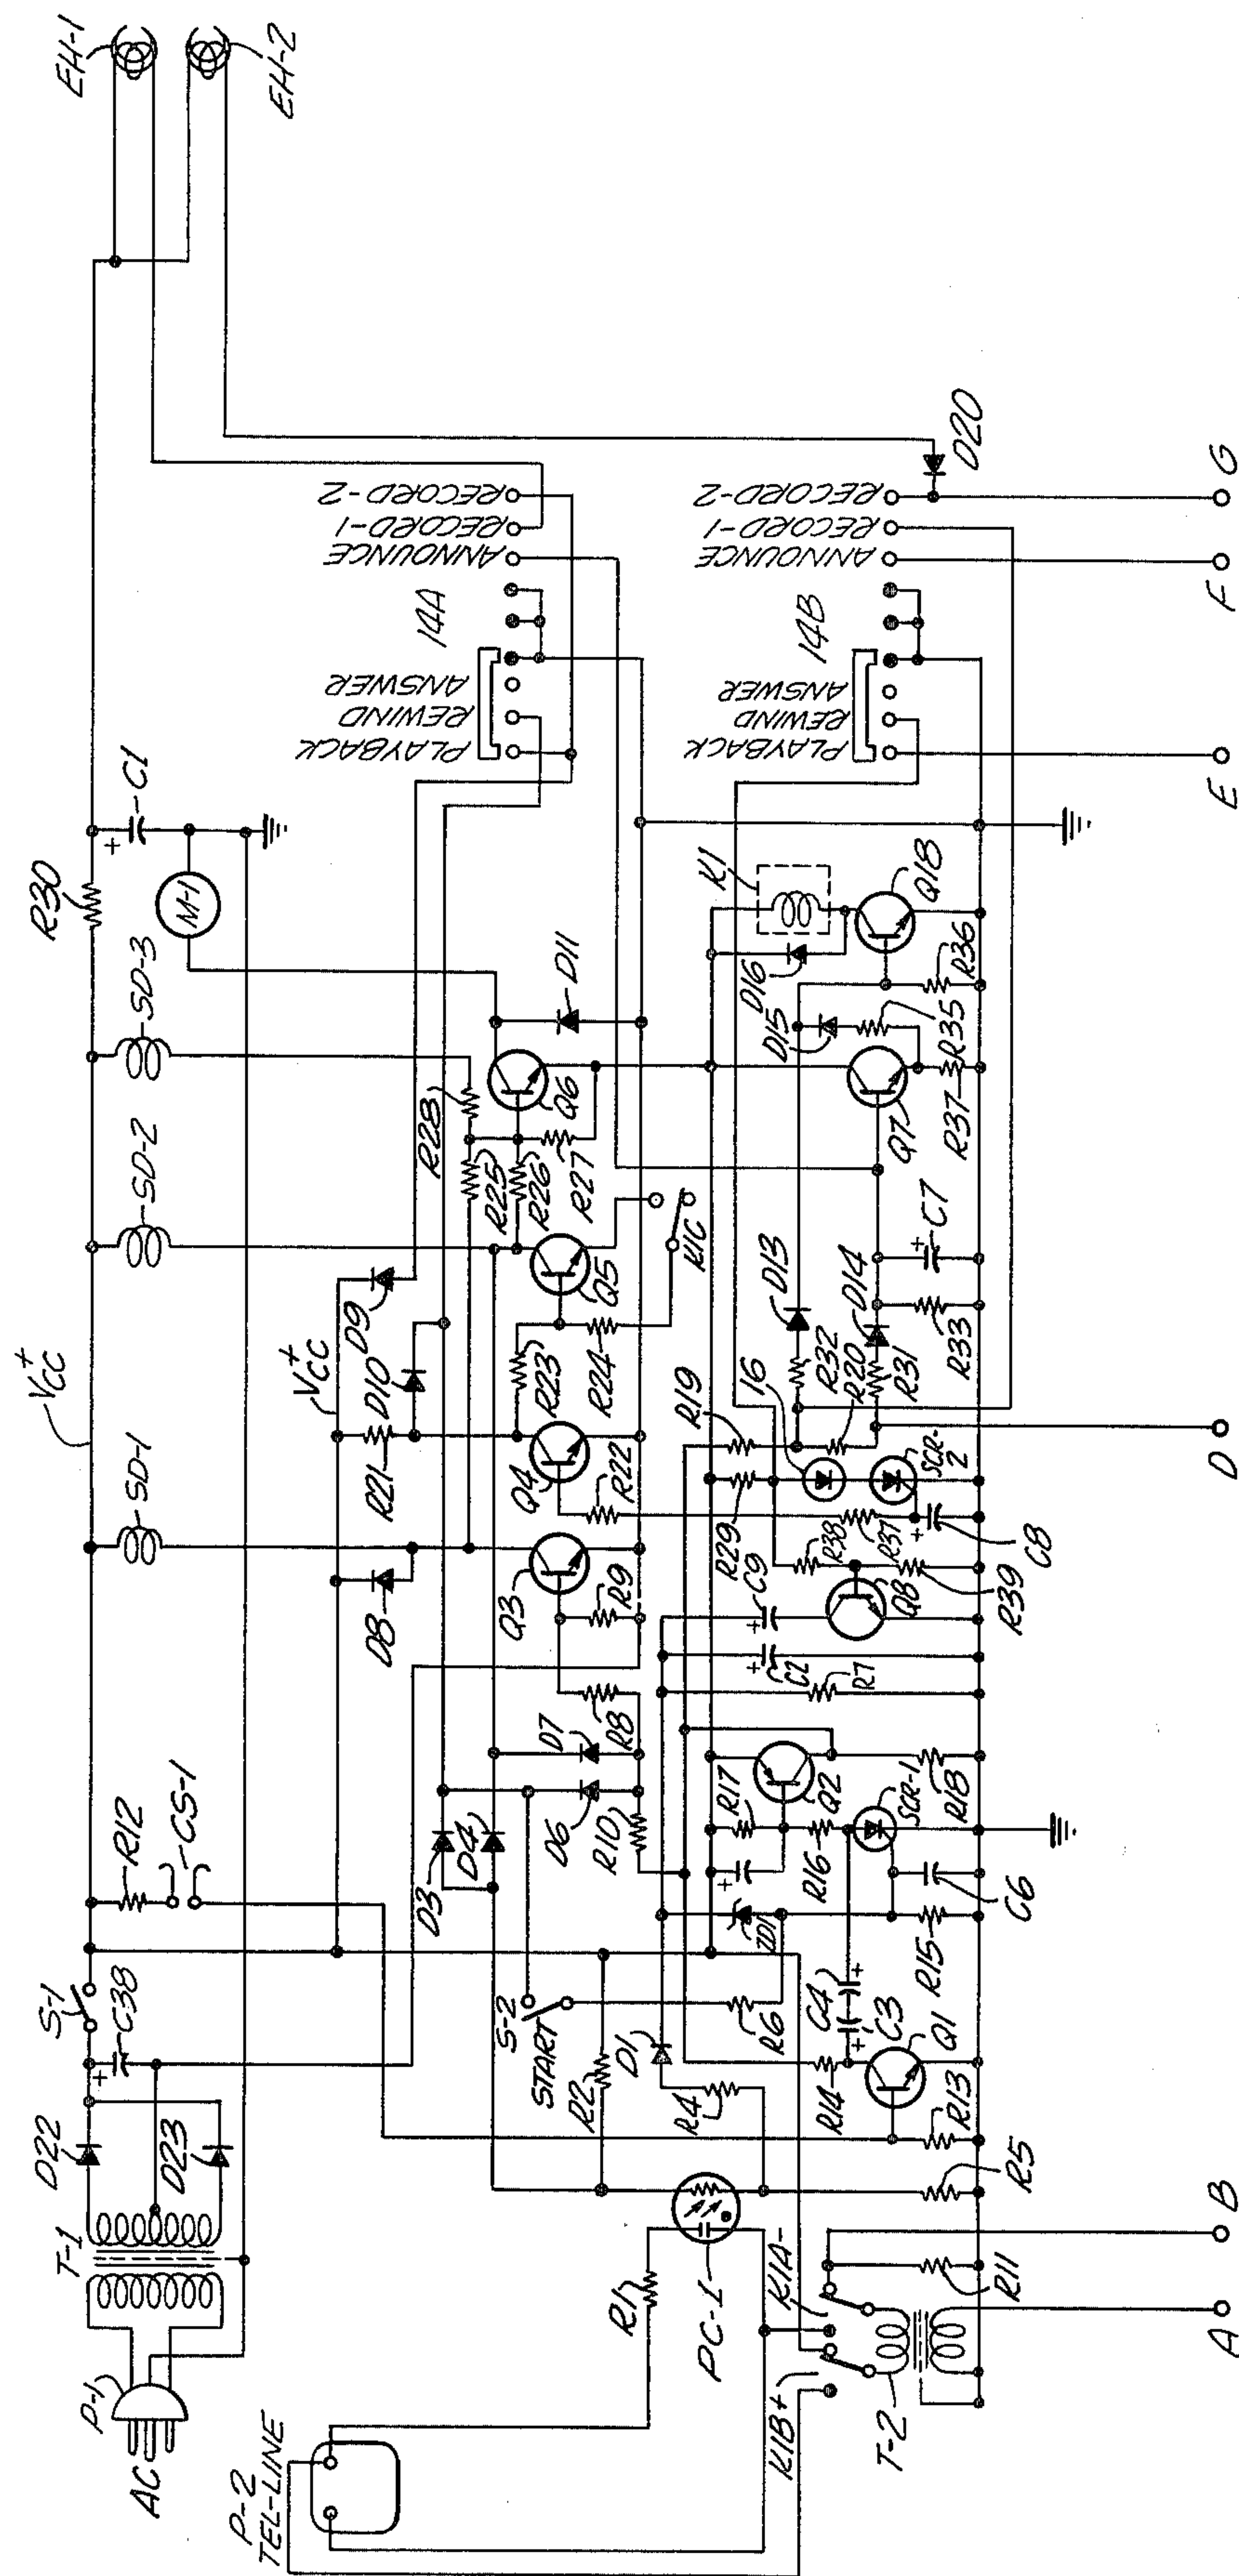 EH-1
EH-2
VCC+
SD-1
SD-2
SD-3
R30
C1
M-1
S-1
C38
R12
CS-1
D22
D23
T-1
P-1
AC
P-2
TEL-LINE
VCC+
D8
R21
D10
D9
R28
R25
R26
R27
Q6
D11
Q5
R23
R24
K1C
Q4
R22
Q3
R9
R8
D7
D6
D4
D3
R10
S-2
START
R2
14A
PLAYBACK
REWIND
ANSWER
ANNOUNCE
RECORD-1
RECORD-2
14B
PLAYBACK
REWIND
ANSWER
ANNOUNCE
RECORD-1
RECORD-2
D20
K1
D16
D15
Q18
R36
R35
Q7
R37
C7
D13
D14
R33
R32
R20
R31
16
R19
R29
SCR-2
R38
R37
C8
R39
Q8
C9
C2
R7
R17
Q2
R16
SCR-1
R18
C6
R15
ZD1
R6
C4
C3
Q1
D1
R4
R14
R13
R5
R1
PC-1
K1A-
K1B+
R11
T-2
A
B
D
E
F
G